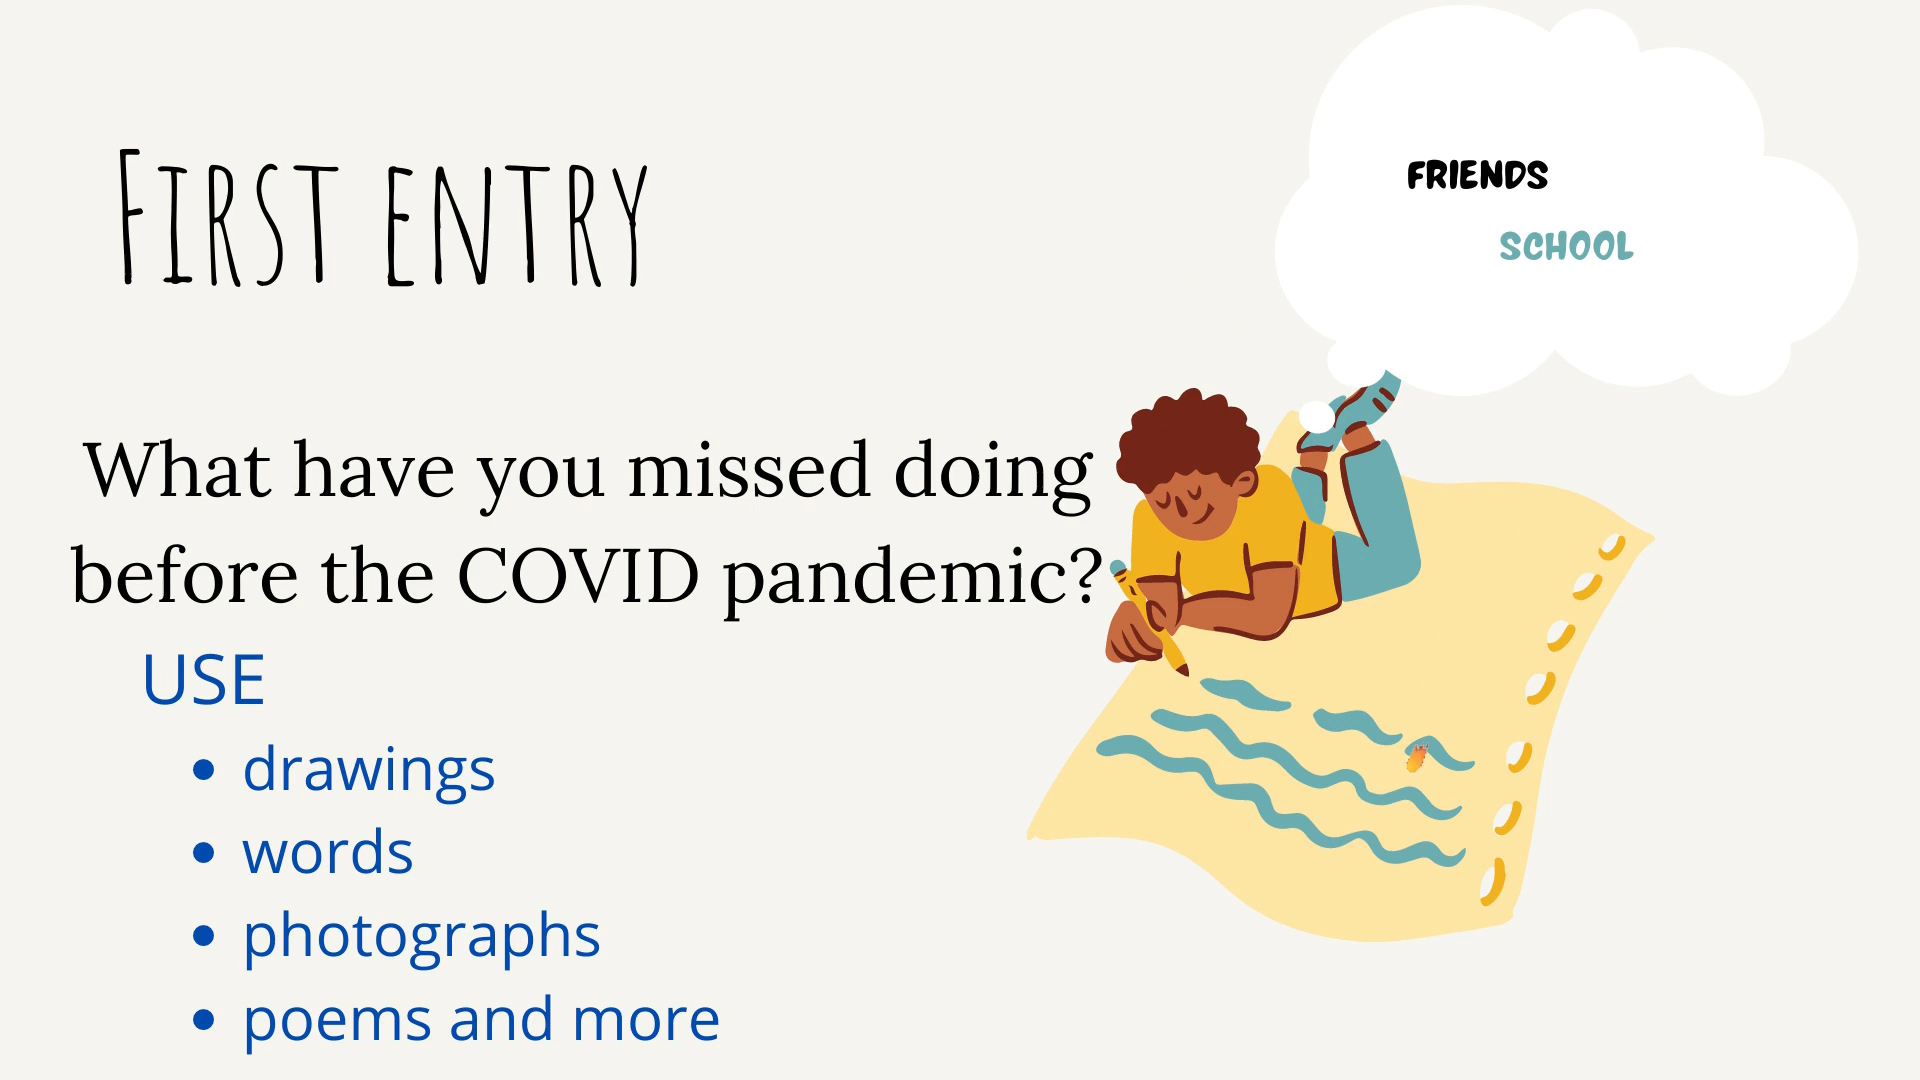 First entry
FRIENDS
SCHOOL
What have you missed doing
before the COVID pandemic?
USE
drawings
words
photographs
poems and more